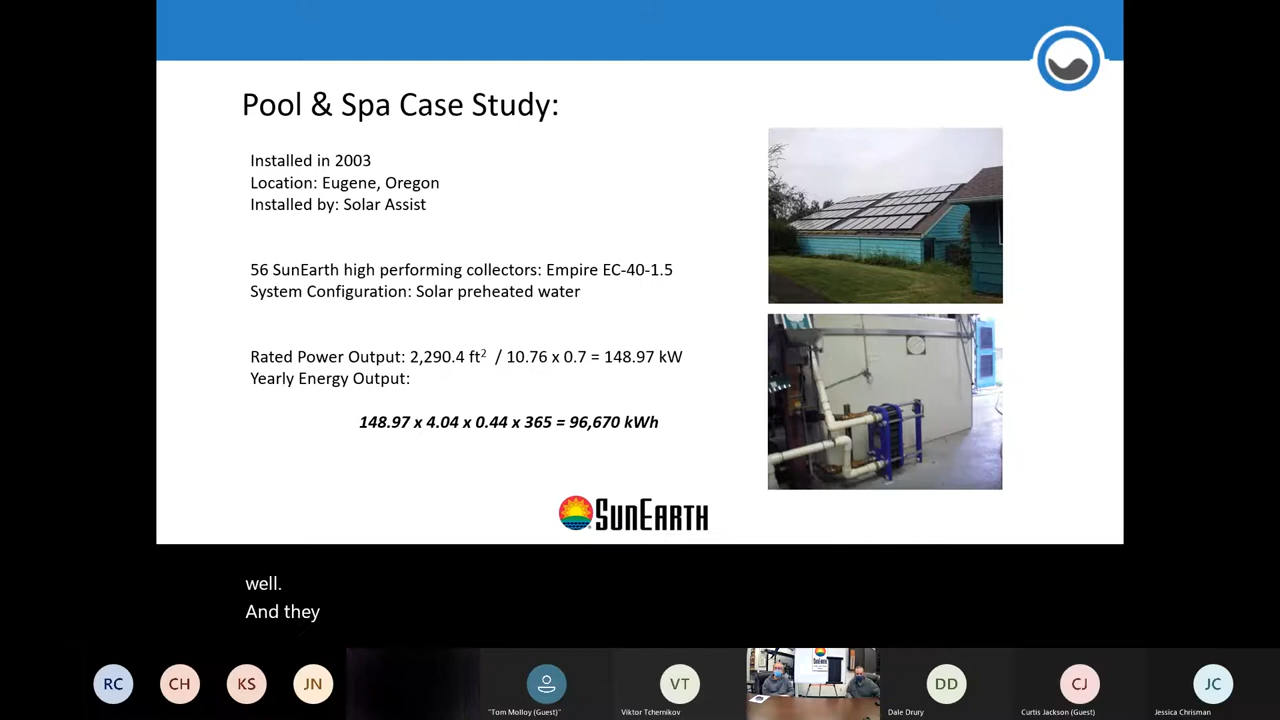 Pool & Spa Case Study:
Installed in 2003
Location: Eugene, Oregon
Installed by: Solar Assist
56 SunEarth high performing collectors: Empire EC-40-1.5
System Configuration: Solar preheated water
Rated Power Output: 2,290.4 ft² / 10.76 x 0.7 = 148.97 kW
Yearly Energy Output:
148.97 x 4.04 x 0.44 x 365 = 96,670 kWh
SUNEARTH
well.
And they
RC
CH
KS
JN
"Tom Molloy (Guest)"
VT
Viktor Tchernikov
SUNEARTH
DD
Dale Drury
CJ
Curtis Jackson (Guest)
JC
Jessica Chrisman